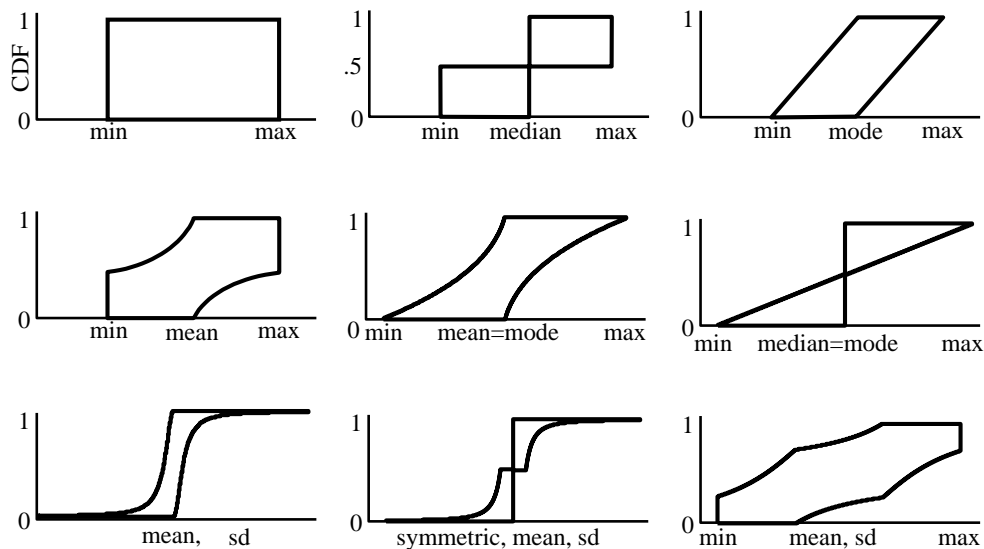 1 1 1
CDF .5
0 0 0
min max min median max min mode max
1 1 1
0 0 0
min mean max min mean=mode max min median=mode max
1 1 1
0 0 0
mean, sd symmetric, mean, sd min mean, sd max